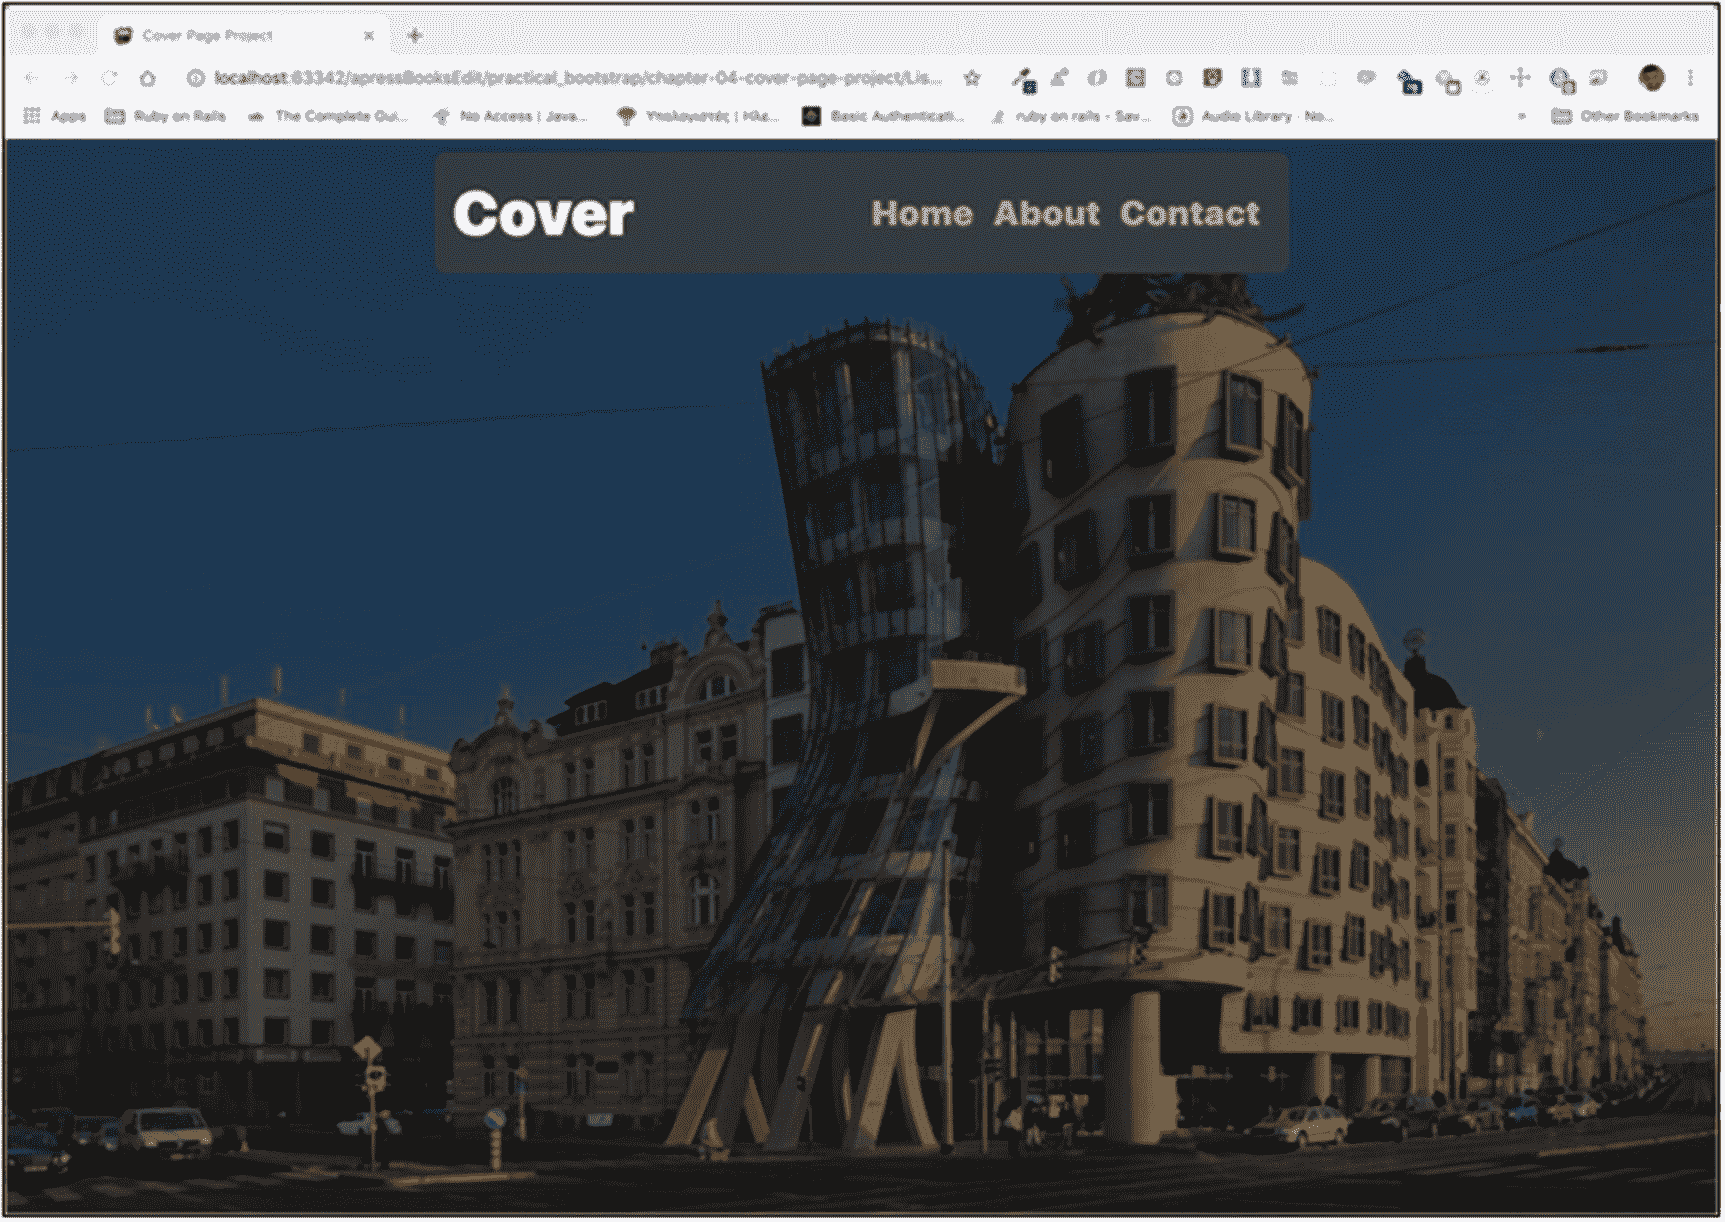 Cover Page Project
localhost:63342/apressBooksEdit/practical_bootstrap/chapter-04-cover-page-project/Lis...
Apps Ruby on Rails The Complete Gui... No Access | Java... Υπολογιστές | Ηλε... Basic Authenticati... ruby on rails - Sav... Audio Library - No... » Other Bookmarks
Cover Home About Contact